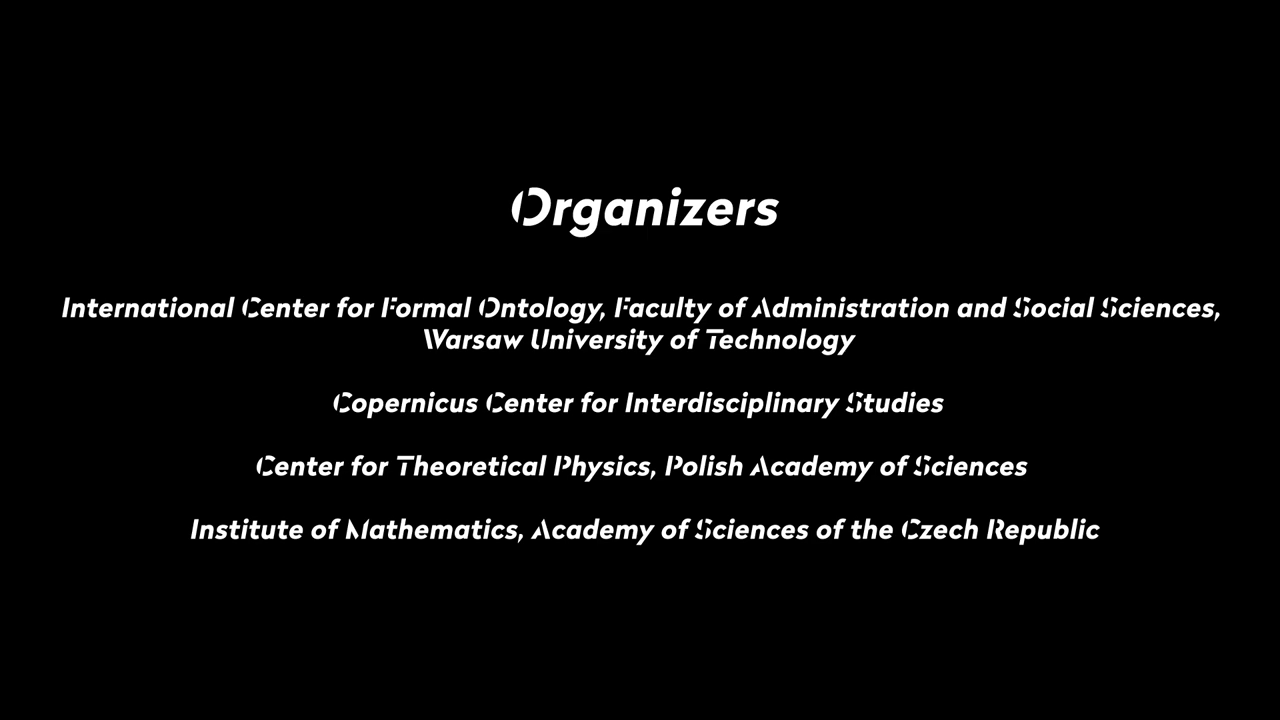 Organizers
International Center for Formal Ontology, Faculty of Administration and Social Sciences,
Warsaw University of Technology
Copernicus Center for Interdisciplinary Studies
Center for Theoretical Physics, Polish Academy of Sciences
Institute of Mathematics, Academy of Sciences of the Czech Republic